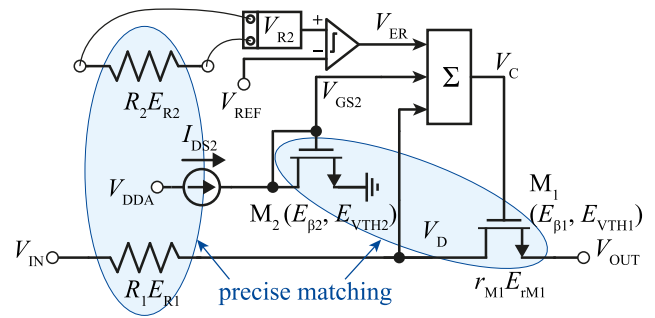 V_R2
+
−
V_ER
V_REF
R_2E_R2
V_GS2
Σ
V_C
I_DS2
V_DDA
M_2 (E_β2, E_VTH2)
M_1
(E_β1, E_VTH1)
V_D
V_IN
V_OUT
R_1E_R1
precise matching
r_M1E_rM1